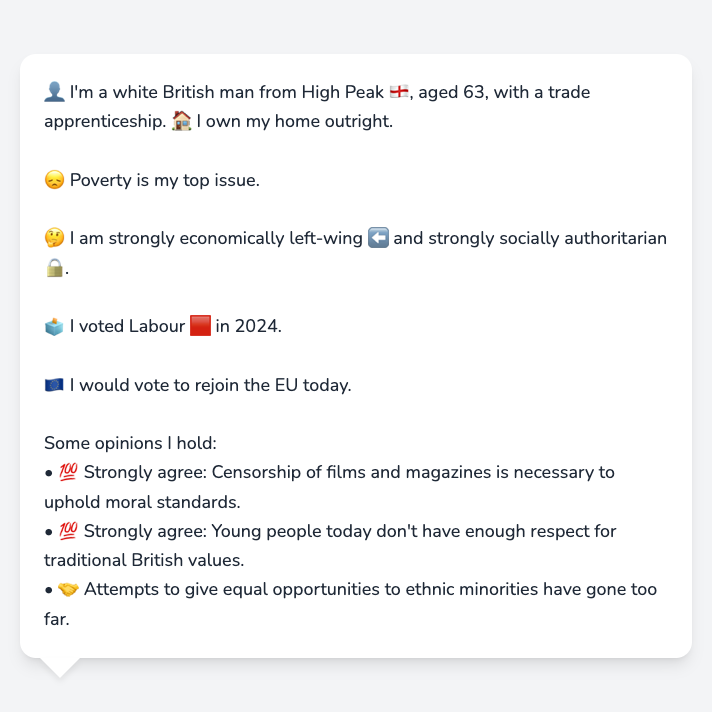 👤 I'm a white British man from High Peak 🏴󠁧󠁢󠁥󠁮󠁧󠁿, aged 63, with a trade
apprenticeship. 🏠 I own my home outright.
😞 Poverty is my top issue.
🤔 I am strongly economically left-wing ⬅️ and strongly socially authoritarian
🔒.
🗳️ I voted Labour 🟥 in 2024.
🇪🇺 I would vote to rejoin the EU today.
Some opinions I hold:
• 💯 Strongly agree: Censorship of films and magazines is necessary to
uphold moral standards.
• 💯 Strongly agree: Young people today don't have enough respect for
traditional British values.
• 🤝 Attempts to give equal opportunities to ethnic minorities have gone too
far.